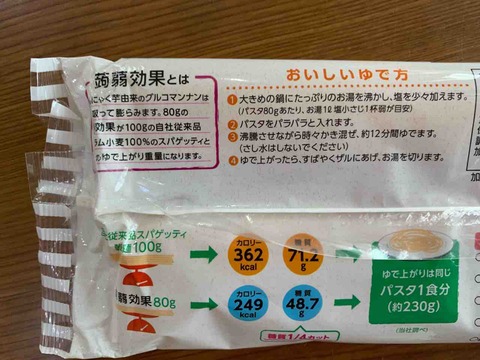 蒟蒻効果とは
にゃく芋由来のグルコマンナンは
吸って膨らみます。80gの
効果が100gの自社従来品
ラム小麦100%のスパゲッティと
のゆで上がり重量になります。
おいしいゆで方
1 大きめの鍋にたっぷりのお湯を沸かし、塩を少々加えます。
(パスタ80gあたり、お湯1ℓ 塩小さじ1杯弱が目安)
2 パスタをパラパラと入れます。
3 沸騰させながら時々かき混ぜ、約12分間ゆでます。
(さし水はしないでください)
4 ゆで上がったら、すばやくザルにあげ、お湯を切ります。
従来品スパゲッティ
100g
カロリー
362
kcal
糖質
71.2
g
蒟蒻効果80g
カロリー
249
kcal
糖質
48.7
g
糖質1/4カット
ゆで上がりは同じ
パスタ1食分
(約230g)
(当社調べ)